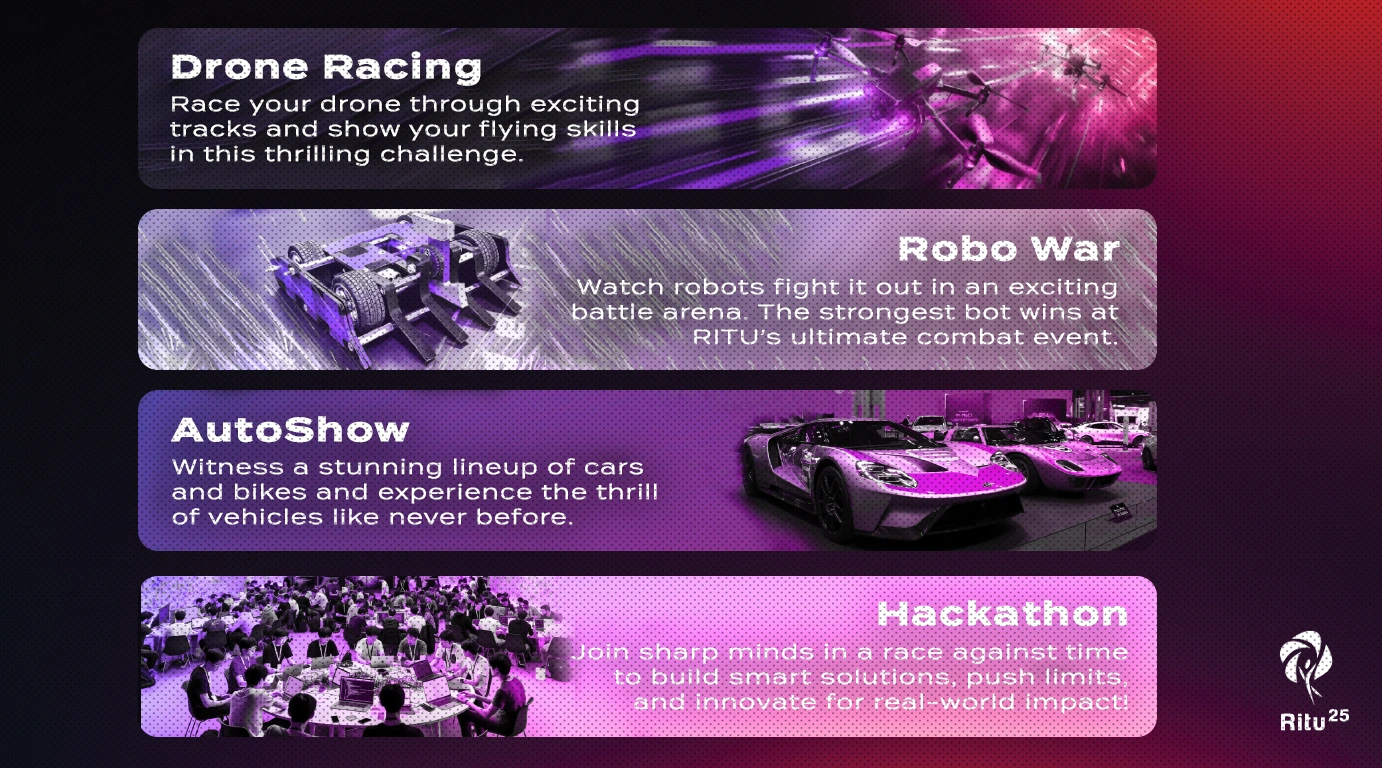 Drone Racing
Race your drone through exciting
tracks and show your flying skills
in this thrilling challenge.
Robo War
Watch robots fight it out in an exciting
battle arena. The strongest bot wins at
RITU’s ultimate combat event.
AutoShow
Witness a stunning lineup of cars
and bikes and experience the thrill
of vehicles like never before.
Hackathon
Join sharp minds in a race against time
to build smart solutions, push limits,
and innovate for real-world impact!
Ritu25